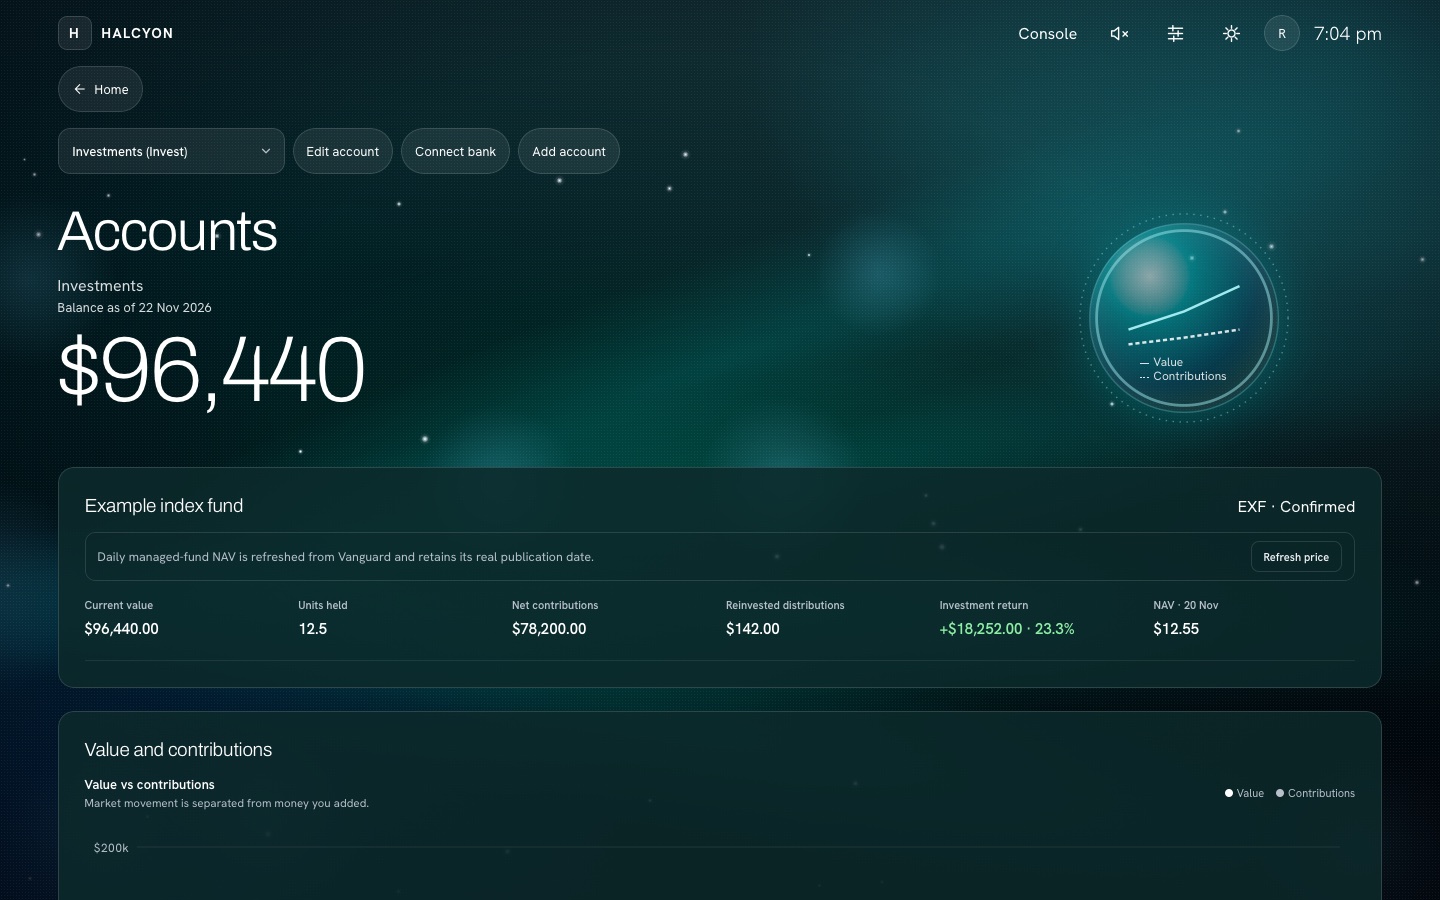 H HALCYON
Console
R 7:04 pm
Home
Investments (Invest)
Edit account
Connect bank
Add account
Accounts
Investments
Balance as of 22 Nov 2026
$96,440
Value
Contributions
Example index fund
EXF · Confirmed
Daily managed-fund NAV is refreshed from Vanguard and retains its real publication date.
Refresh price
Current value
$96,440.00
Units held
12.5
Net contributions
$78,200.00
Reinvested distributions
$142.00
Investment return
+$18,252.00 · 23.3%
NAV · 20 Nov
$12.55
Value and contributions
Value vs contributions
Market movement is separated from money you added.
Value
Contributions
$200k